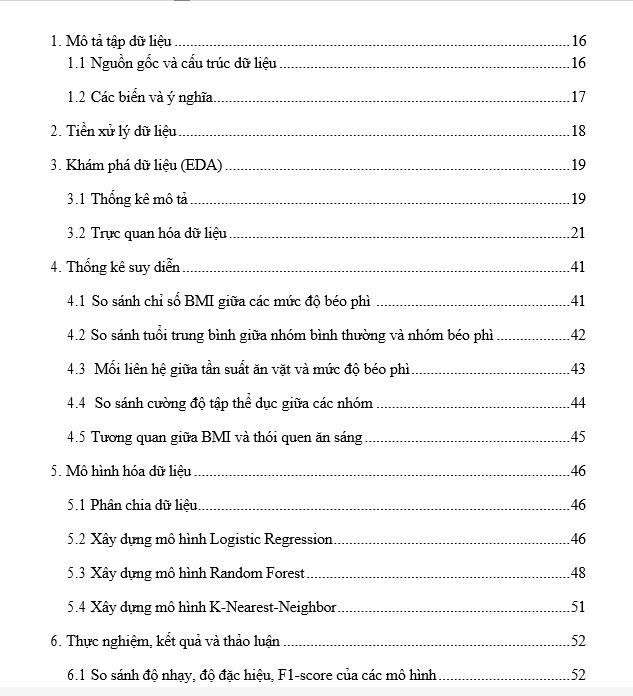 1. Mô tả tập dữ liệu 16
1.1 Nguồn gốc và cấu trúc dữ liệu 16
1.2 Các biến và ý nghĩa 17
2. Tiền xử lý dữ liệu 18
3. Khám phá dữ liệu (EDA) 19
3.1 Thống kê mô tả 19
3.2 Trực quan hóa dữ liệu 21
4. Thống kê suy diễn 41
4.1 So sánh chỉ số BMI giữa các mức độ béo phì 41
4.2 So sánh tuổi trung bình giữa nhóm bình thường và nhóm béo phì 42
4.3 Mối liên hệ giữa tần suất ăn vặt và mức độ béo phì 43
4.4 So sánh cường độ tập thể dục giữa các nhóm 44
4.5 Tương quan giữa BMI và thói quen ăn sáng 45
5. Mô hình hóa dữ liệu 46
5.1 Phân chia dữ liệu 46
5.2 Xây dựng mô hình Logistic Regression 46
5.3 Xây dựng mô hình Random Forest 48
5.4 Xây dựng mô hình K-Nearest-Neighbor 51
6. Thực nghiệm, kết quả và thảo luận 52
6.1 So sánh độ nhạy, độ đặc hiệu, F1-score của các mô hình 52